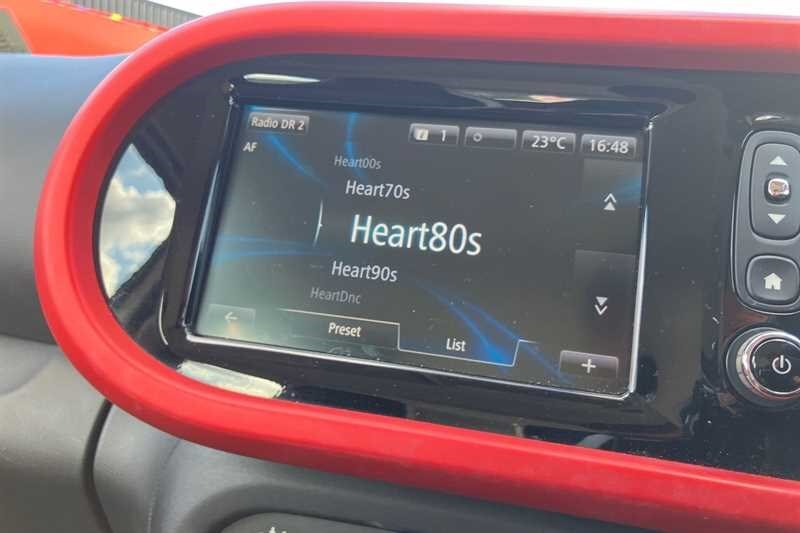 Radio DR 2
i 1
23°C
16:48
AF
Heart00s
Heart70s
Heart80s
Heart90s
HeartDnc
Preset
List
+